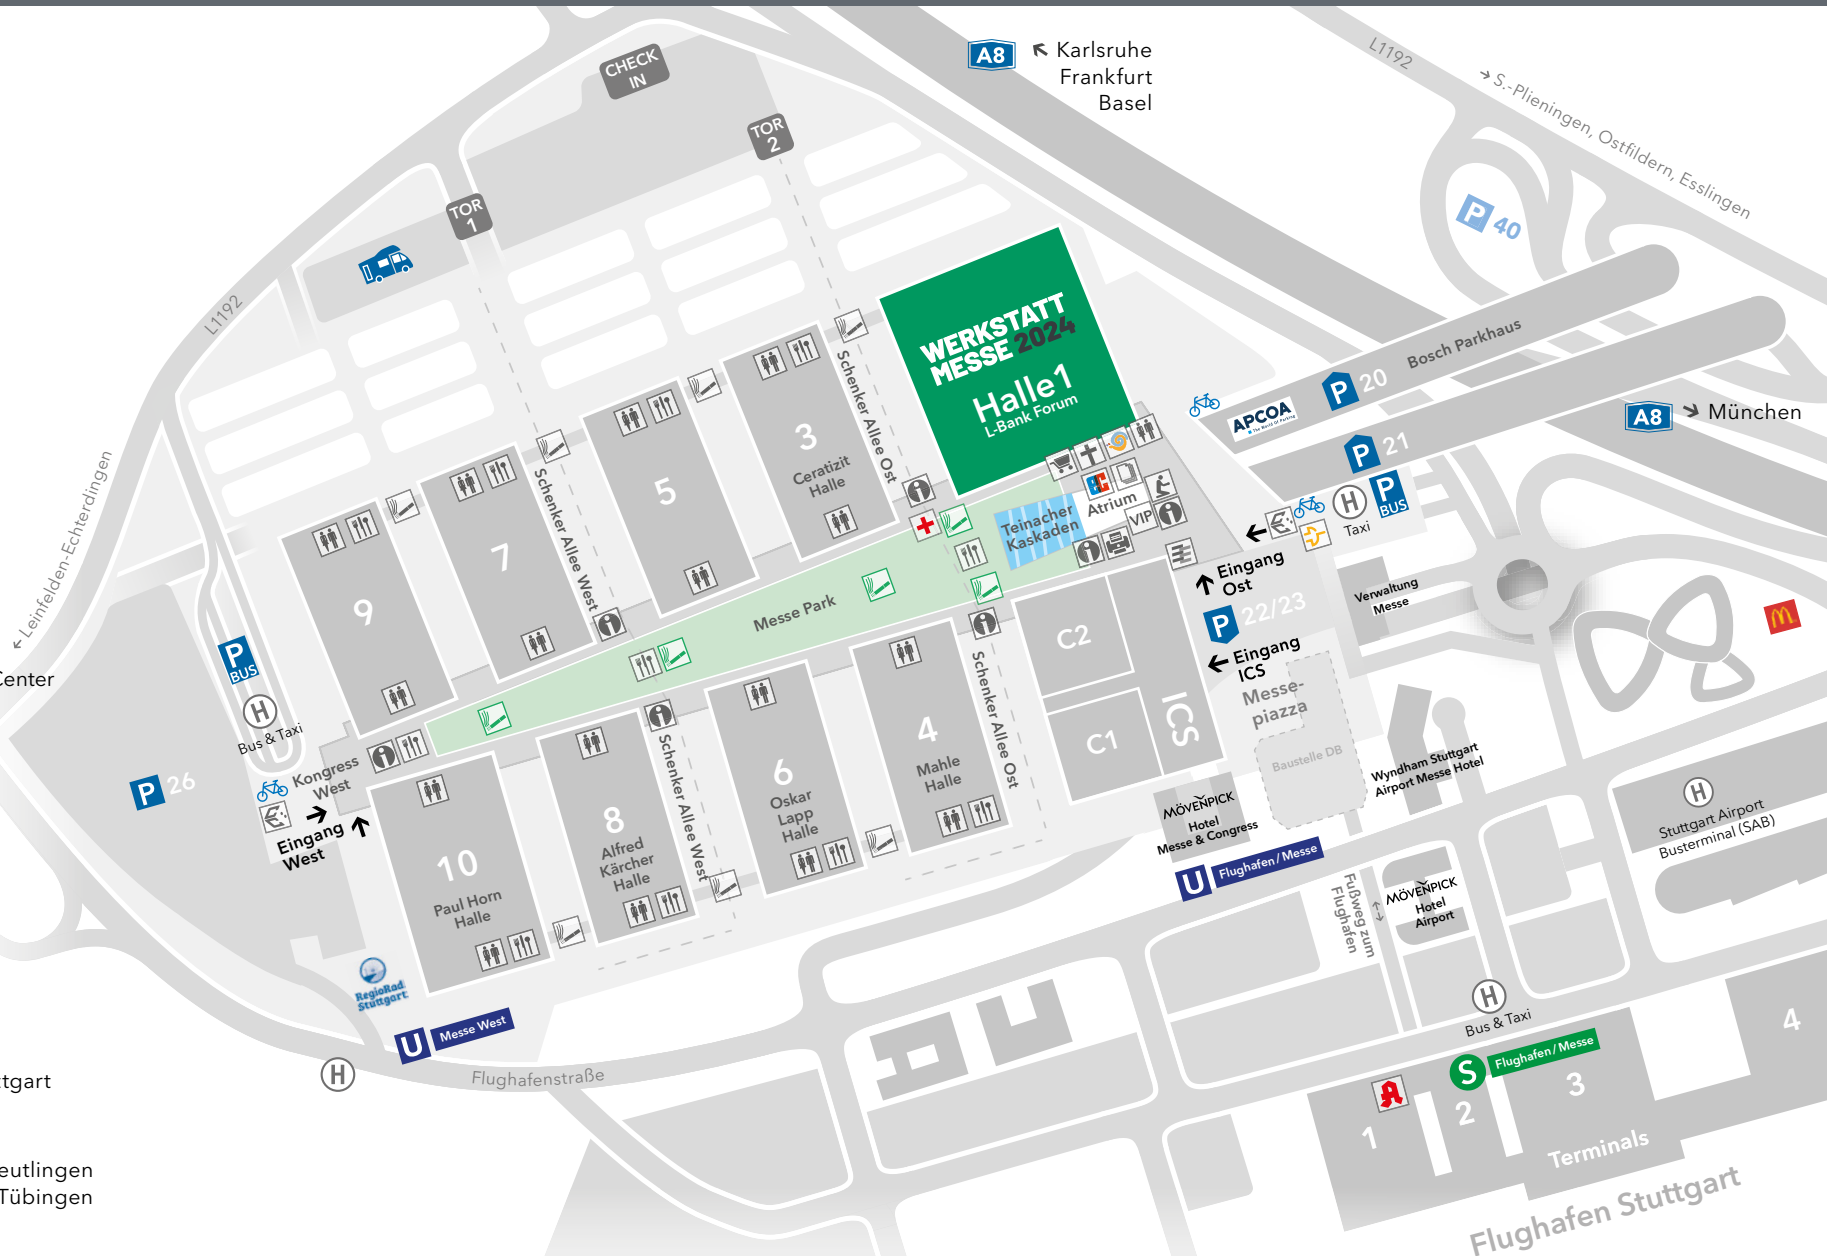 A8
Karlsruhe
Frankfurt
Basel
L1192
S.-Plieningen, Ostfildern, Esslingen
CHECK
IN
TOR
2
TOR
1
P 40
L1192
Leinfelden-Echterdingen
WERKSTATT
MESSE 2024
Halle1
L-Bank Forum
Bosch Parkhaus
P 20
APCOA
P 21
A8
München
P
BUS
H
Taxi
Schenker Allee Ost
3
Ceratizit
Halle
5
Schenker Allee West
7
9
EC
Atrium
VIP
Teinacher
Kaskaden
Messe Park
Eingang
Ost
P 22/23
Eingang
ICS
Verwaltung
Messe
Messe-
piazza
Baustelle DB
C2
C1
ICS
Center
P
BUS
H
Bus & Taxi
P 26
Kongress
West
Eingang
West
10
Paul Horn
Halle
8
Alfred
Kärcher
Halle
Schenker Allee West
6
Oskar
Lapp
Halle
4
Mahle
Halle
Schenker Allee Ost
MÖVENPICK
Hotel
Messe & Congress
U Flughafen / Messe
Wyndham Stuttgart
Airport Messe Hotel
H
Stuttgart Airport
Busterminal (SAB)
Fußweg zum
Flughafen
MÖVENPICK
Hotel
Airport
RegioRad
Stuttgart
U Messe West
H
Flughafenstraße
H
Bus & Taxi
S Flughafen / Messe
1
2
3
4
Terminals
Flughafen Stuttgart
ttgart
eutlingen
Tübingen